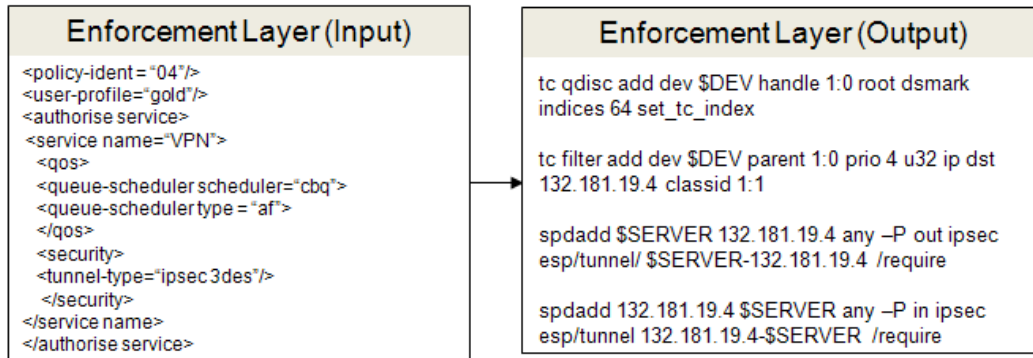 Enforcement Layer (Input)
<policy-ident = “04”/>
<user-profile=“gold”/>
<authorise service>
<service name=“VPN”>
<qos>
<queue-scheduler scheduler=“cbq”>
<queue-scheduler type = “af”>
</qos>
<security>
<tunnel-type=“ipsec 3des”/>
</security>
</service name>
</authorise service>
Enforcement Layer (Output)
tc qdisc add dev $DEV handle 1:0 root dsmark
indices 64 set_tc_index
tc filter add dev $DEV parent 1:0 prio 4 u32 ip dst
132.181.19.4 classid 1:1
spdadd $SERVER 132.181.19.4 any –P out ipsec
esp/tunnel/ $SERVER-132.181.19.4 /require
spdadd 132.181.19.4 $SERVER any –P in ipsec
esp/tunnel 132.181.19.4-$SERVER /require